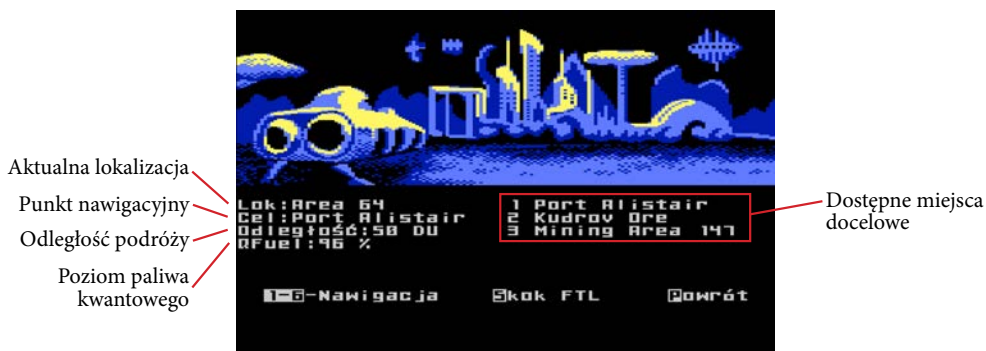 Aktualna lokalizacja
Punkt nawigacyjny
Odległość podróży
Poziom paliwa
kwantowego
Lok:Area 64
Cel:Port Alistair
Odległość:50 DU
QFuel:96 %
1 Port Alistair
2 Kudrav Ore
3 Mining Area 147
Dostępne miejsca
docelowe
1-6-Nawigacja Skok FTL Powrót